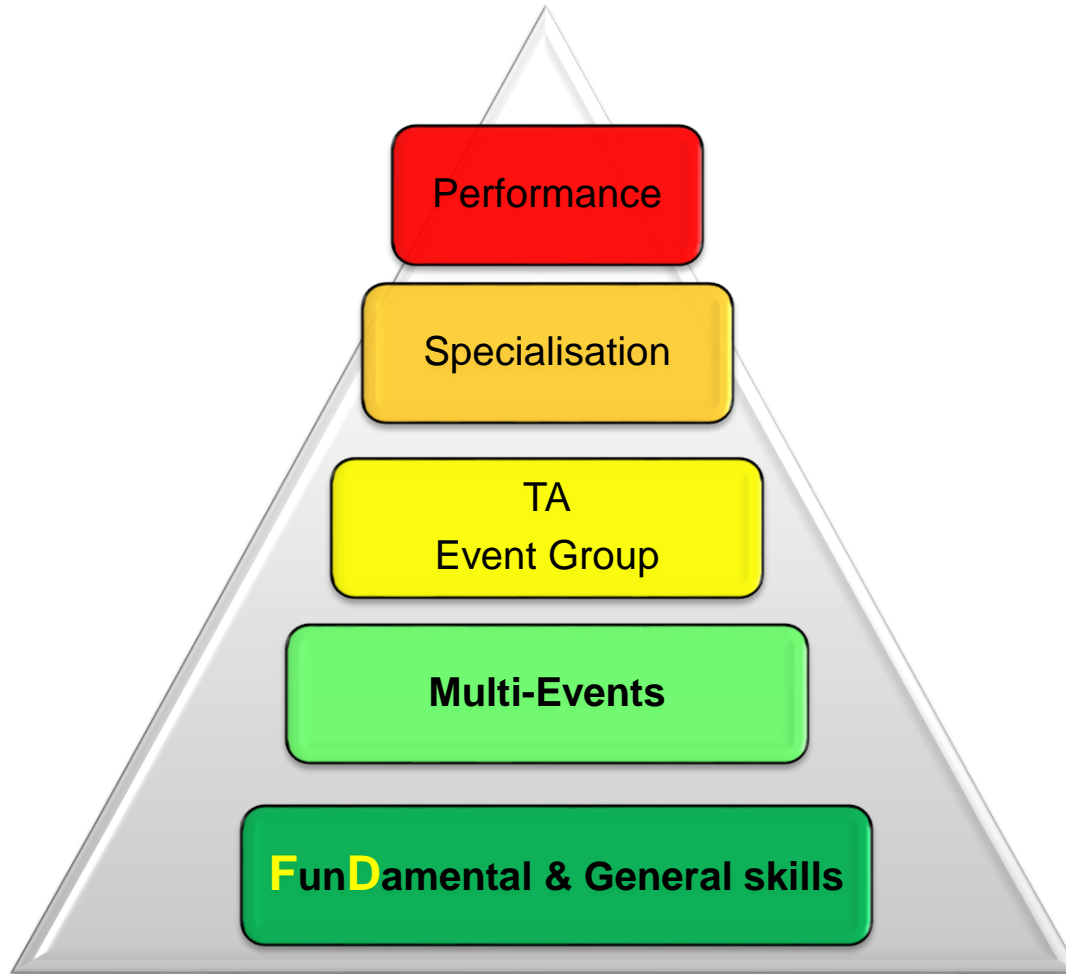 Performance
Specialisation
TA
Event Group
Multi-Events
FunDamental & General skills